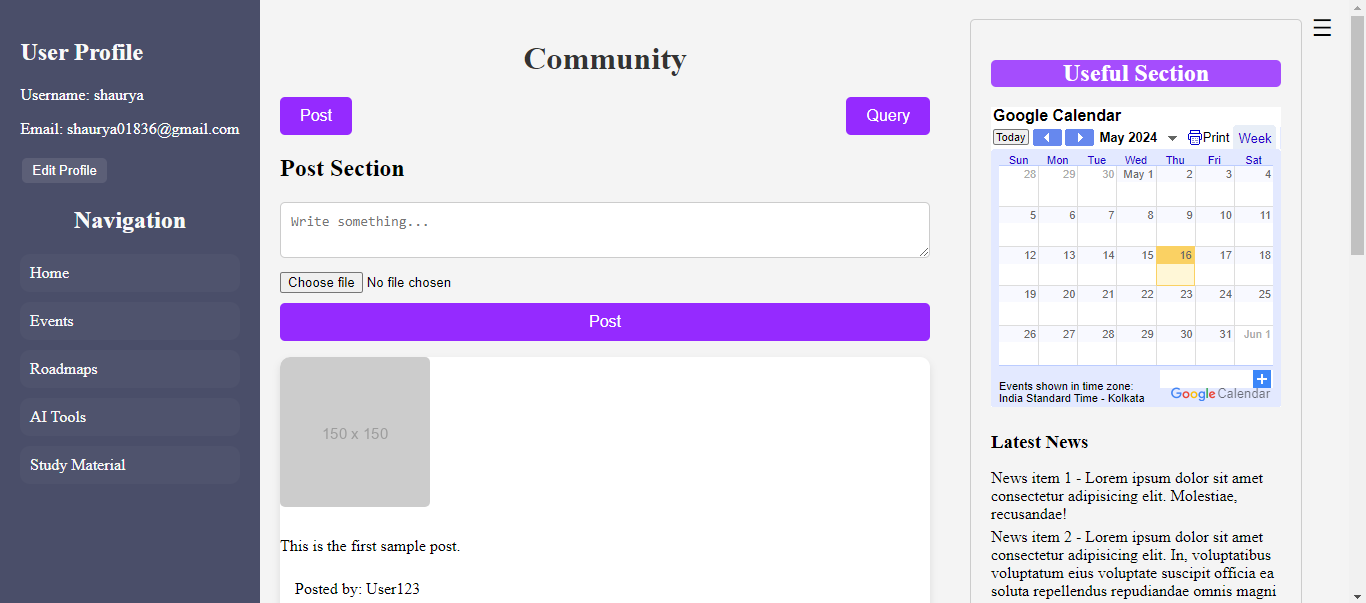 User Profile
Username: shaurya
Email: shaurya01836@gmail.com
Edit Profile
Navigation
Home
Events
Roadmaps
AI Tools
Study Material
Community
Post
Query
Post Section
Write something...
Choose file No file chosen
Post
150 x 150
This is the first sample post.
Posted by: User123
Useful Section
Google Calendar
Today May 2024 Print Week
Sun Mon Tue Wed Thu Fri Sat
28 29 30 May 1 2 3 4
5 6 7 8 9 10 11
12 13 14 15 16 17 18
19 20 21 22 23 24 25
26 27 28 29 30 31 Jun 1
Events shown in time zone:
India Standard Time - Kolkata
Google Calendar
Latest News
News item 1 - Lorem ipsum dolor sit amet
consectetur adipisicing elit. Molestiae,
recusandae!
News item 2 - Lorem ipsum dolor sit amet
consectetur adipisicing elit. In, voluptatibus
voluptatum eius voluptate suscipit officia ea
soluta repellendus repudiandae omnis magni